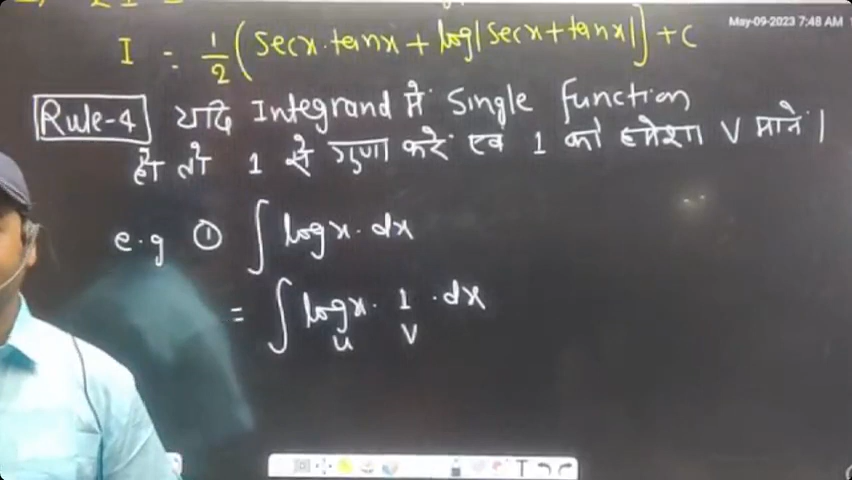 May-09-2023 7:48 AM
I = 1/2 (secx.tanx + log|secx+tanx|) + C
Rule-4 यदि Integrand में Single function
हो तो 1 से गुणा करें एवं 1 को हमेशा V माने।
e.g ① ∫ logx. dx
= ∫ logx. 1 .dx
u V
T